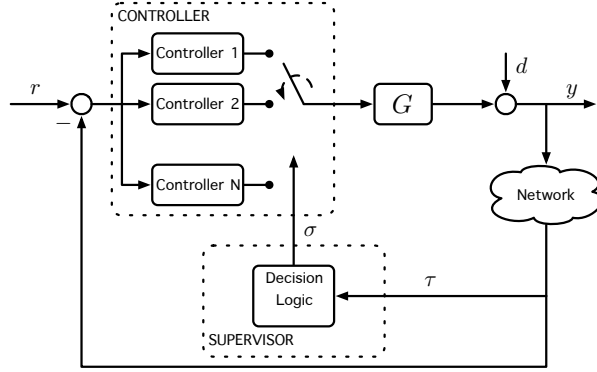 CONTROLLER
Controller 1
Controller 2
Controller N
r
−
G
d
y
Network
σ
τ
Decision
Logic
SUPERVISOR